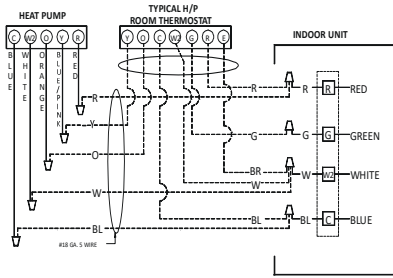 HEAT PUMP
TYPICAL H/P
ROOM THERMOSTAT
INDOOR UNIT
C W2 O Y R
Y O C W2 G R E
BLUE
WHITE
ORANGE
BLUE/PINK
RED
R
R
R
R
RED
Y
G
G
G
GREEN
O
BR
W
W
W2
WHITE
W
BL
BL
C
BLUE
BL
#18 GA. 5 WIRE